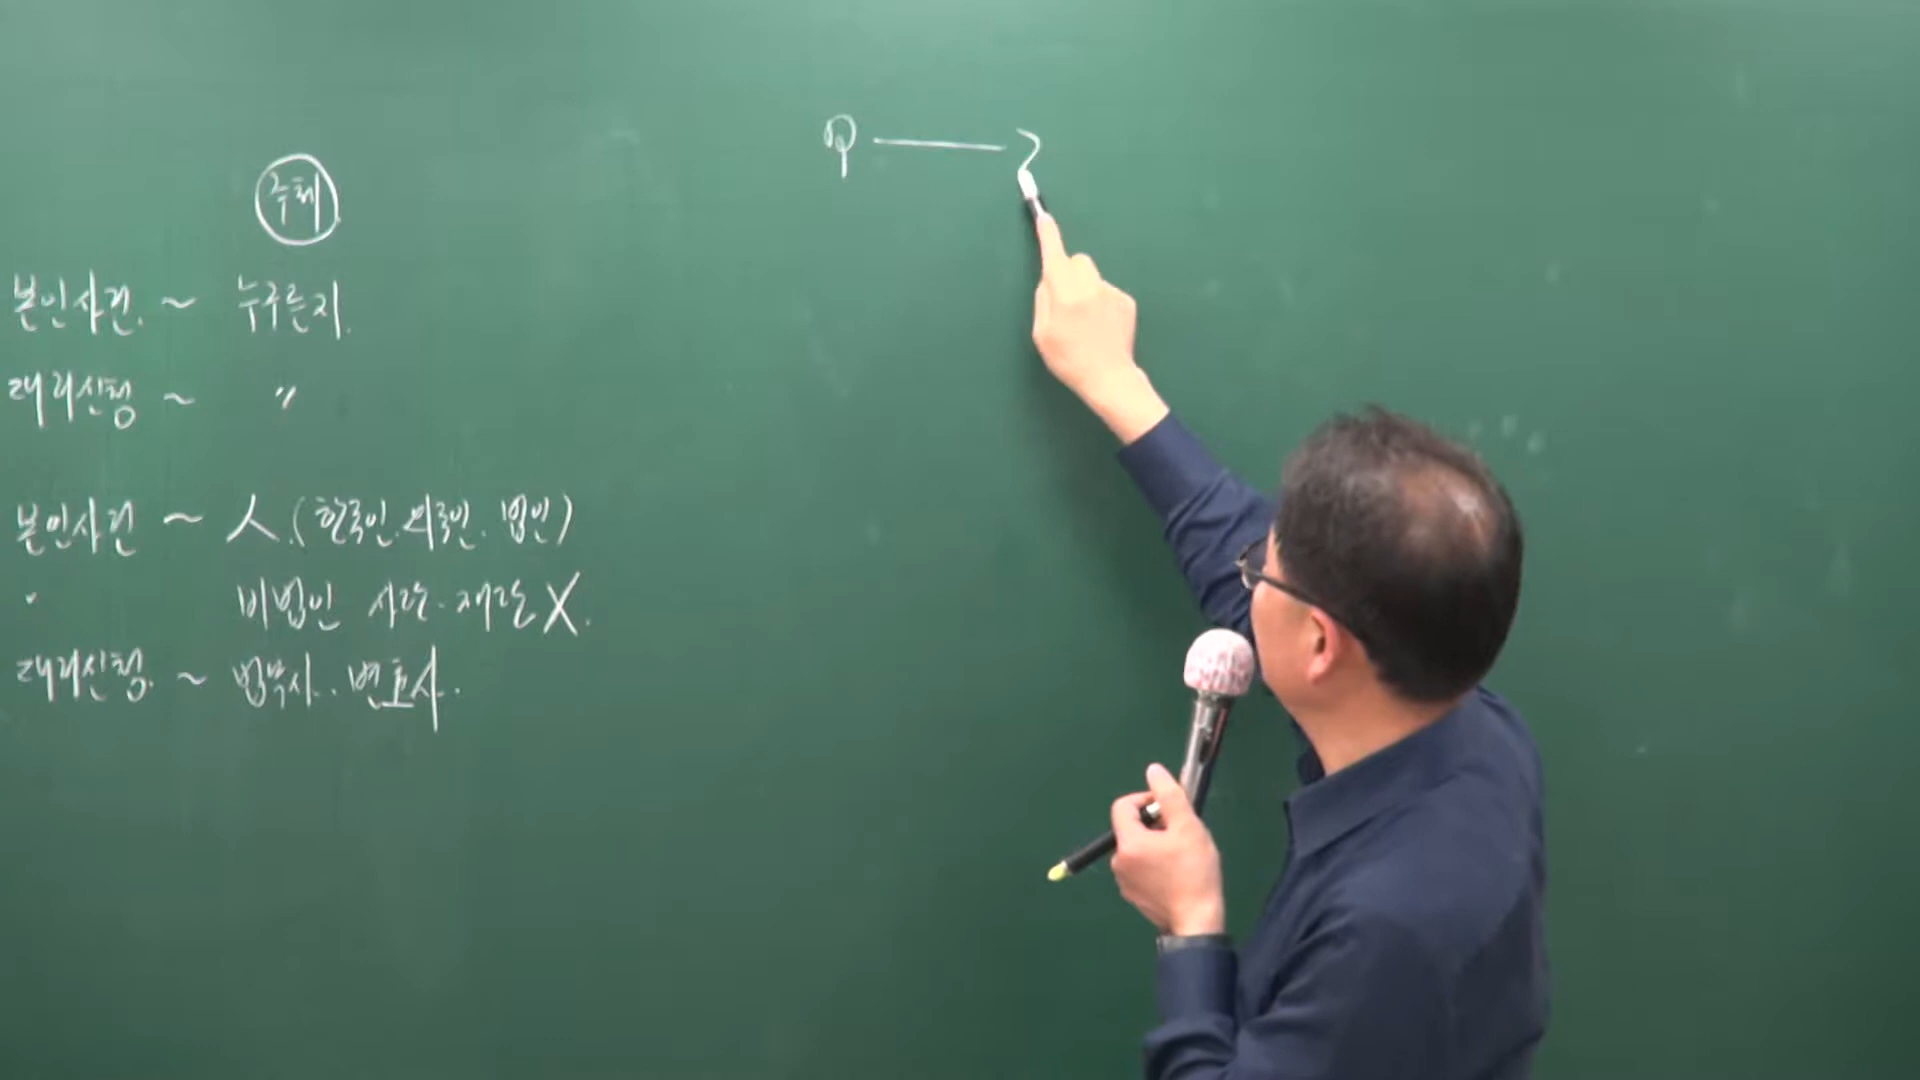 주체
본인사건. ~ 누구든지.
대리신청 ~ 〃
본인사건 ~ 人.(한국인.외국인. 법인)
〃 비법인 사단.재단 X.
대리신청. ~ 법무사. 변호사.